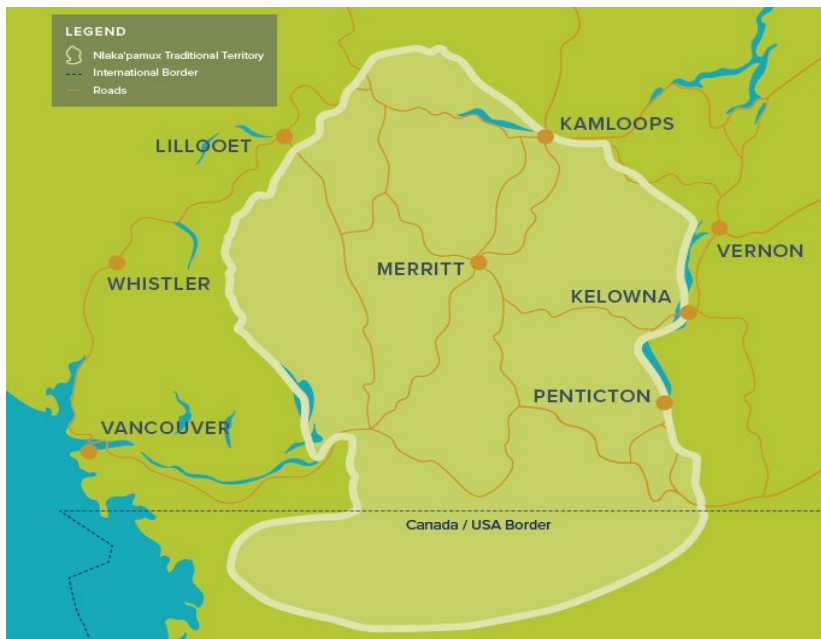 LEGEND
Nlaka'pamux Traditional Territory
International Border
Roads
KAMLOOPS
LILLOOET
VERNON
MERRITT
WHISTLER
KELOWNA
PENTICTON
VANCOUVER
Canada / USA Border